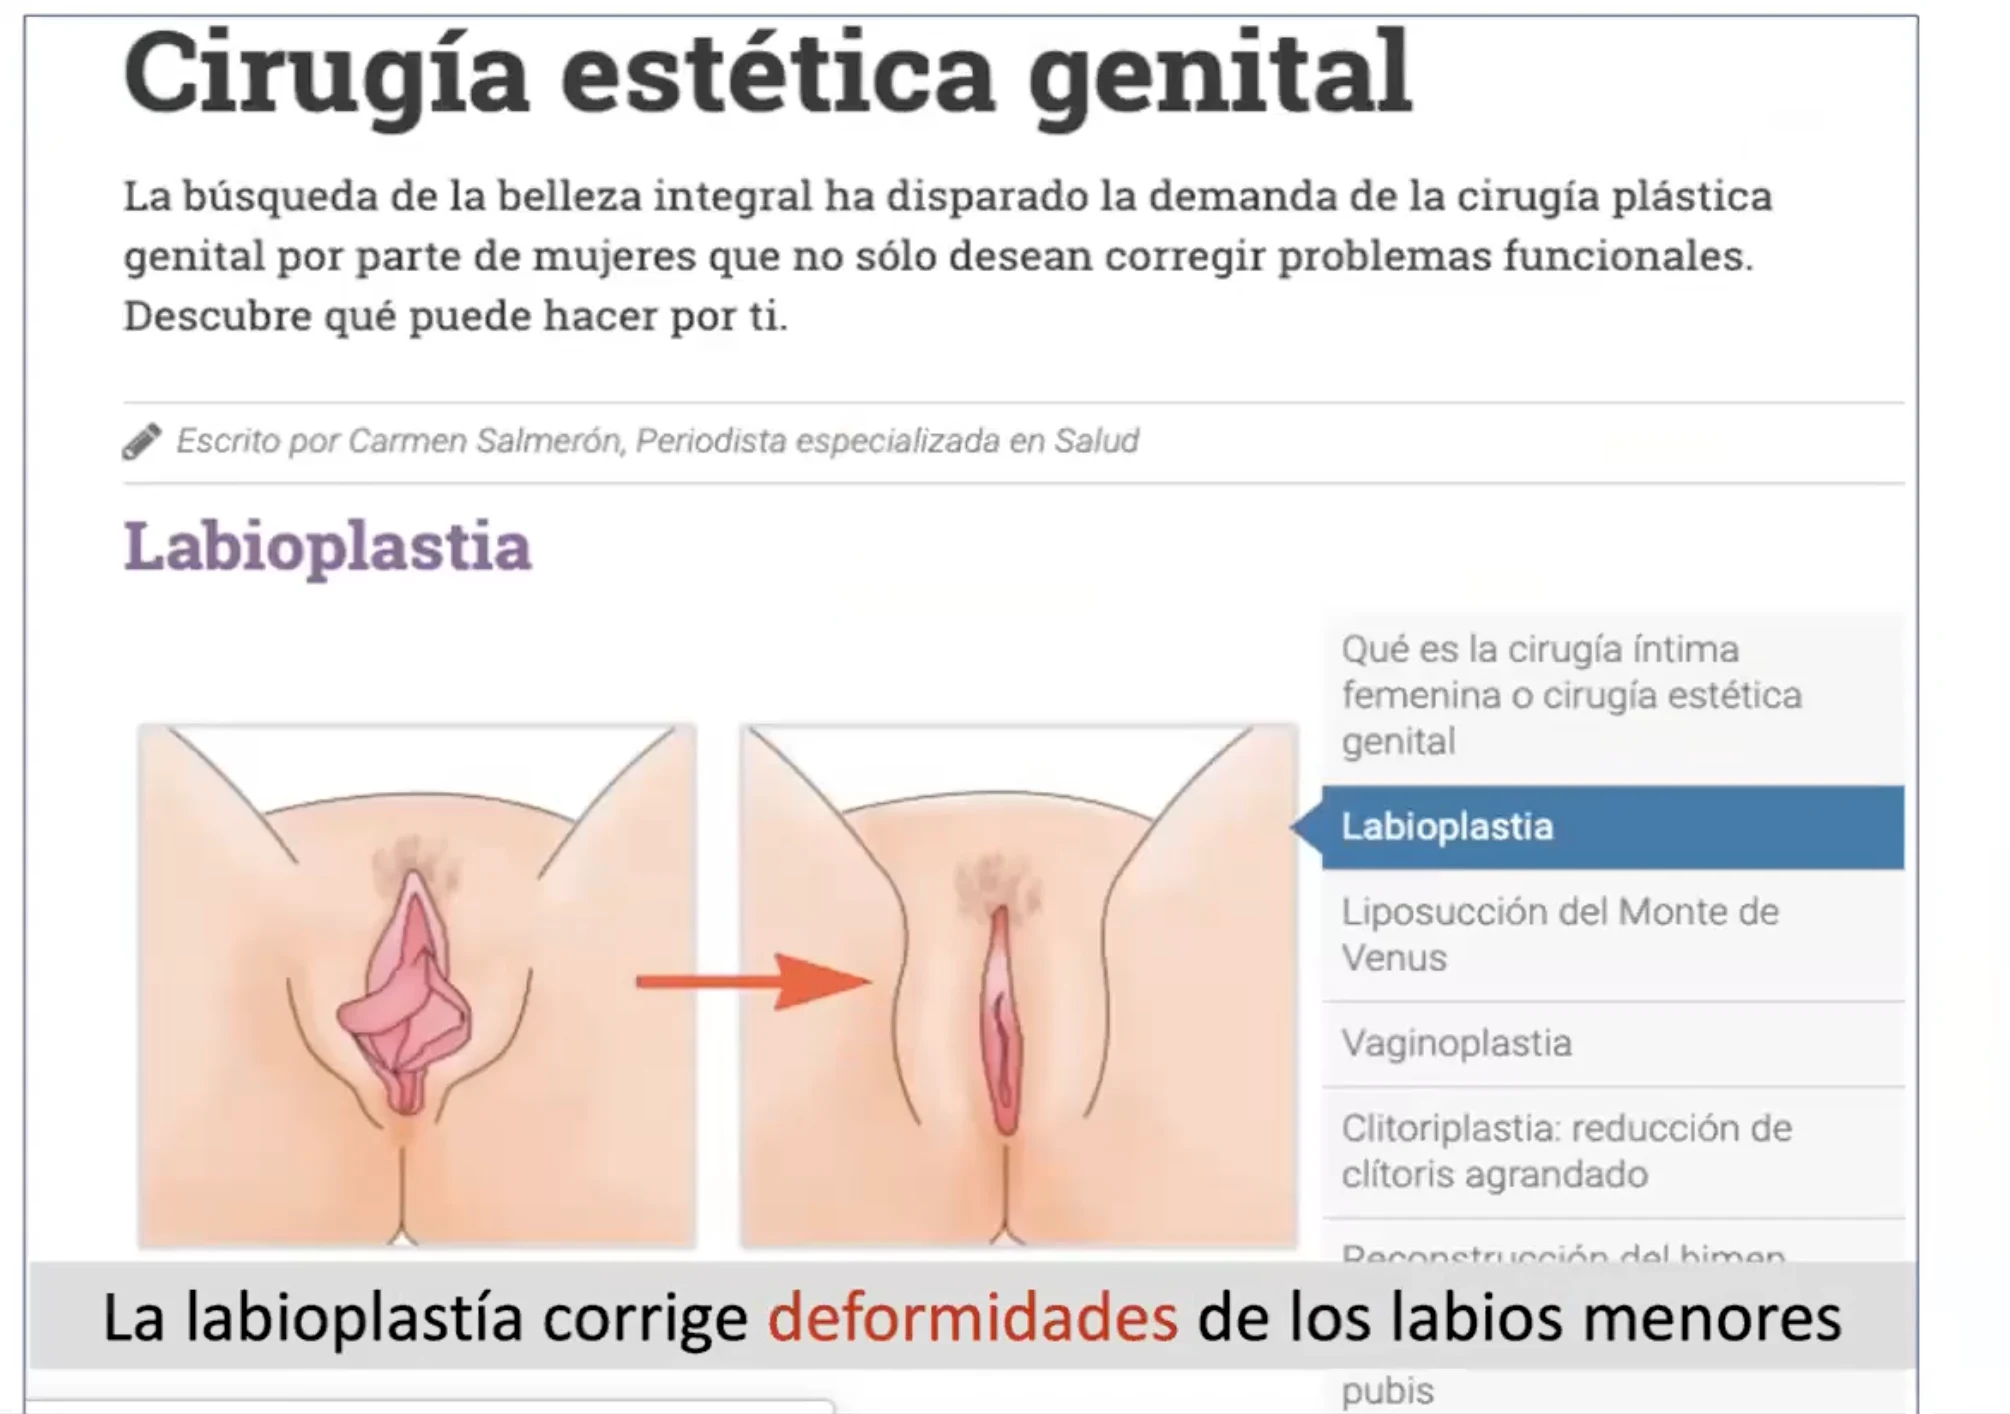 Cirugía estética genital
La búsqueda de la belleza integral ha disparado la demanda de la cirugía plástica
genital por parte de mujeres que no sólo desean corregir problemas funcionales.
Descubre qué puede hacer por ti.
Escrito por Carmen Salmerón, Periodista especializada en Salud
Labioplastia
Qué es la cirugía íntima
femenina o cirugía estética
genital
Labioplastia
Liposucción del Monte de
Venus
Vaginoplastia
Clitoriplastia: reducción de
clítoris agrandado
Reconstrucción del himen
La labioplastía corrige deformidades de los labios menores
pubis